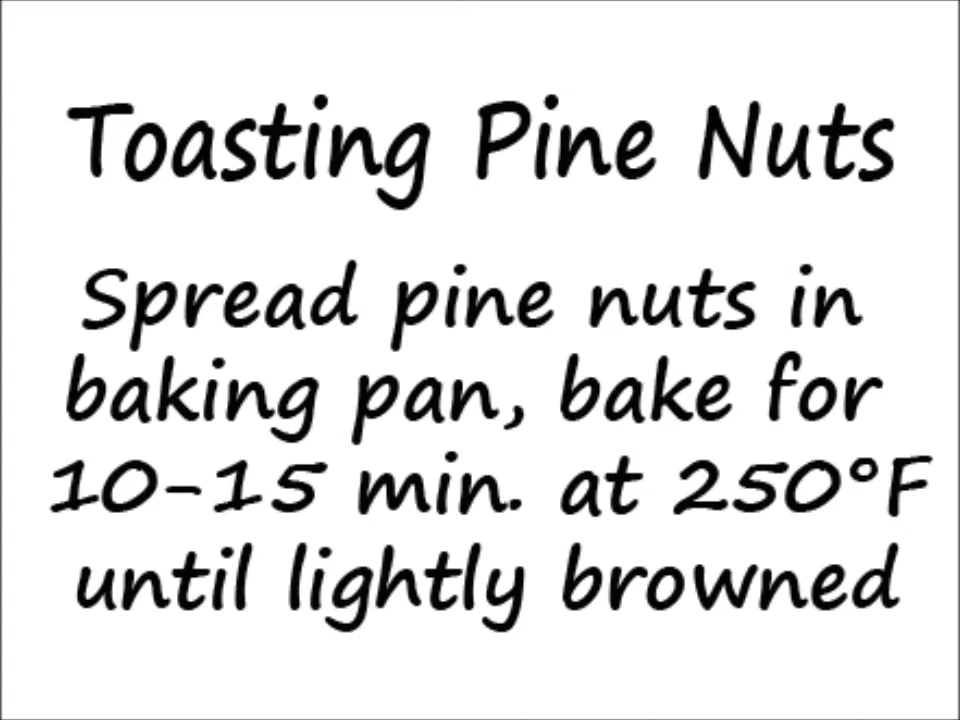 Toasting Pine Nuts
Spread pine nuts in
baking pan, bake for
10-15 min. at 250°F
until lightly browned